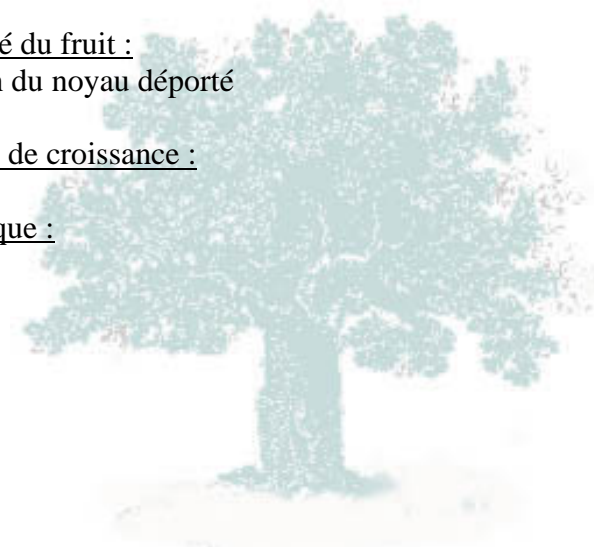 é du fruit :
n du noyau déporté
de croissance :
que :